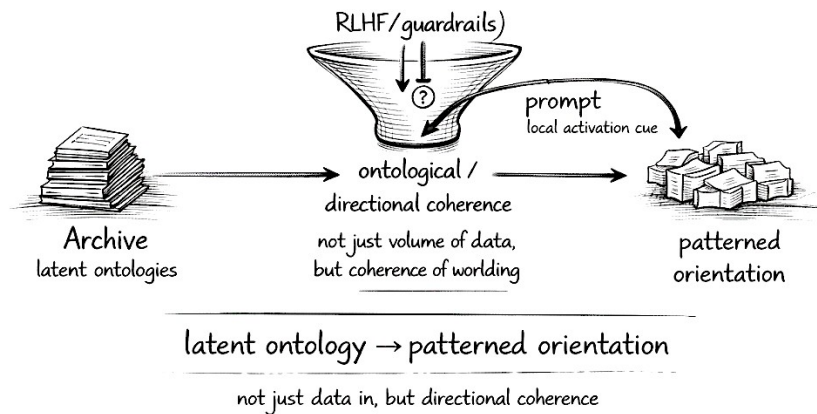 RLHF/guardrails)
?
prompt
local activation cue
ontological /
directional coherence
not just volume of data,
but coherence of worlding
Archive
latent ontologies
patterned
orientation
latent ontology → patterned orientation
not just data in, but directional coherence